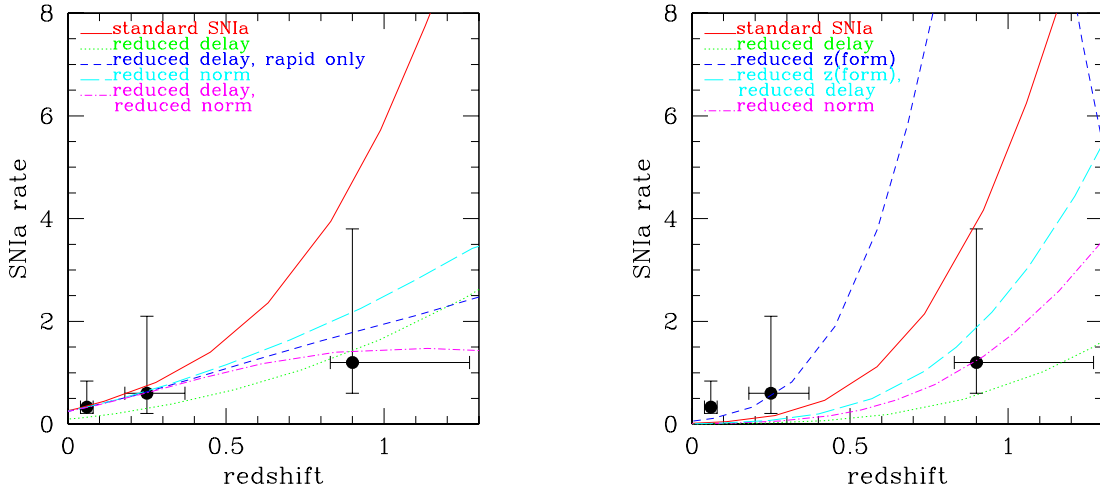 standard SNIa
reduced delay
reduced delay, rapid only
reduced norm
reduced delay,
reduced norm
8
6
4
2
0
SNIa rate
0 0.5 1
redshift
standard SNIa
reduced delay
reduced z(form)
reduced z(form),
reduced delay
reduced norm
8
6
4
2
0
SNIa rate
0 0.5 1
redshift